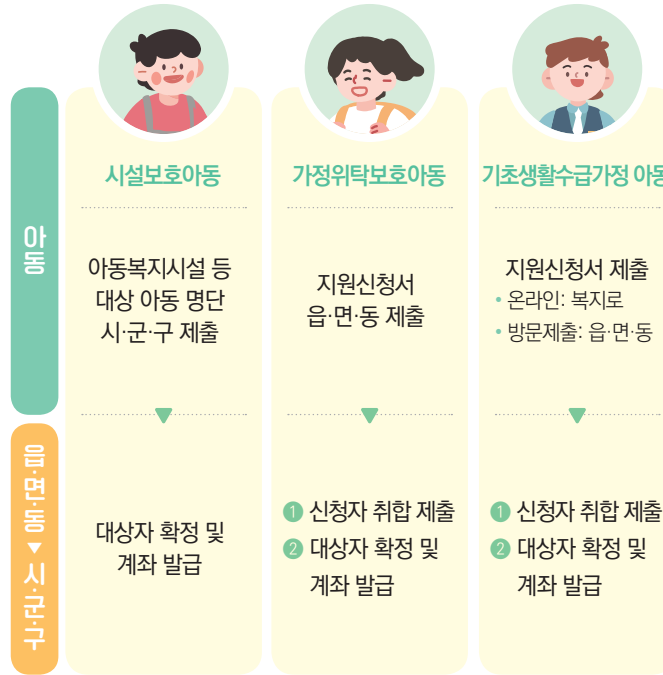 아동
시설보호아동
아동복지시설 등
대상 아동 명단
시·군·구 제출
가정위탁보호아동
지원신청서
읍·면·동 제출
기초생활수급가정 아동
지원신청서 제출
• 온라인: 복지로
• 방문제출: 읍·면·동
읍·면·동 ▼ 시·군·구
대상자 확정 및
계좌 발급
① 신청자 취합 제출
② 대상자 확정 및
계좌 발급
① 신청자 취합 제출
② 대상자 확정 및
계좌 발급